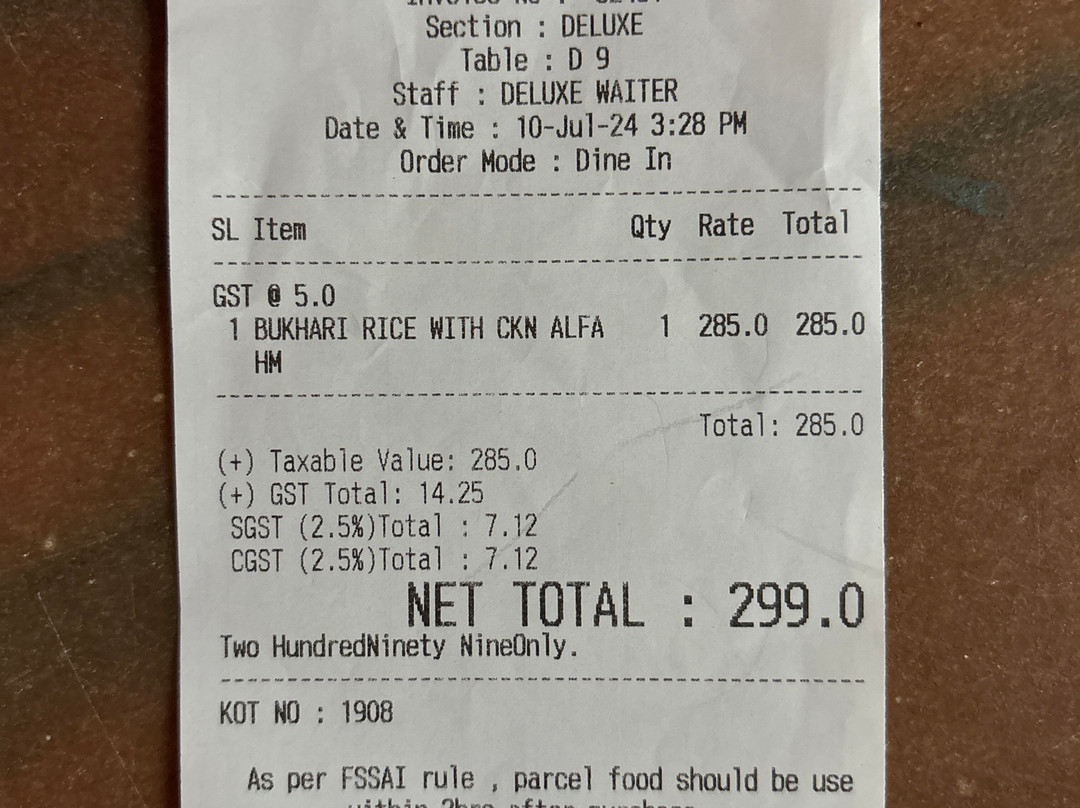 Section : DELUXE
Table : D 9
Staff : DELUXE WAITER
Date & Time : 10-Jul-24 3:28 PM
Order Mode : Dine In
SL Item Qty Rate Total
GST @ 5.0
1 BUKHARI RICE WITH CKN ALFA 1 285.0 285.0
HM
Total: 285.0
(+) Taxable Value: 285.0
(+) GST Total: 14.25
SGST (2.5%)Total : 7.12
CGST (2.5%)Total : 7.12
NET TOTAL : 299.0
Two HundredNinety NineOnly.
KOT NO : 1908
As per FSSAI rule , parcel food should be use